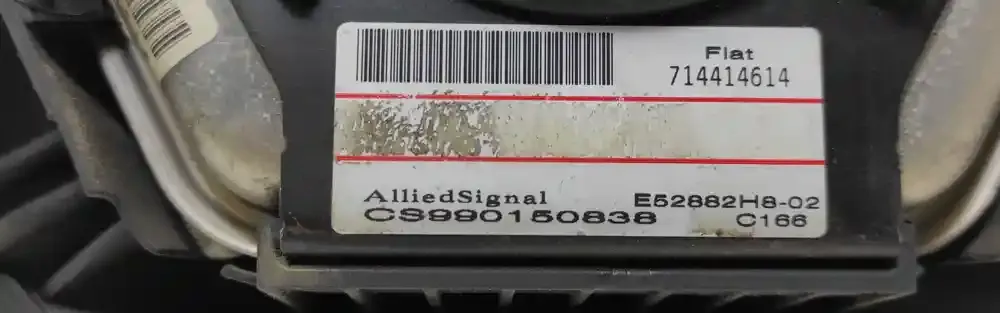 Fiat
714414614
AlliedSignal E52882H8-02
CS990150838 C166